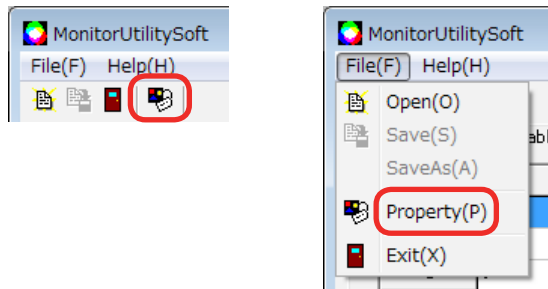 MonitorUtilitySoft
File(F) Help(H)
MonitorUtilitySoft
File(F) Help(H)
Open(O)
Save(S)
SaveAs(A)
Property(P)
Exit(X)